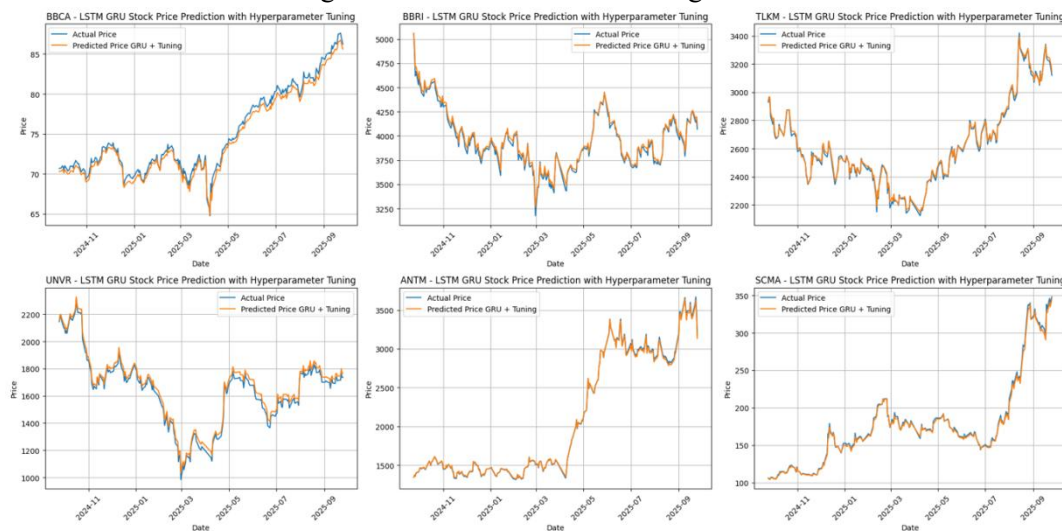 BBCA - LSTM GRU Stock Price Prediction with Hyperparameter Tuning
Actual Price
Predicted Price GRU + Tuning
85
80
75
70
65
Price
2024-11
2025-01
2025-03
2025-05
2025-07
2025-09
Date
BBRI - LSTM GRU Stock Price Prediction with Hyperparameter Tuning
Actual Price
Predicted Price GRU + Tuning
5000
4750
4500
4250
4000
3750
3500
3250
Price
2024-11
2025-01
2025-03
2025-05
2025-07
2025-09
Date
TLKM - LSTM GRU Stock Price Prediction with Hyperparameter Tuning
Actual Price
Predicted Price GRU + Tuning
3400
3200
3000
2800
2600
2400
2200
Price
2024-11
2025-01
2025-03
2025-05
2025-07
2025-09
Date
UNVR - LSTM GRU Stock Price Prediction with Hyperparameter Tuning
Actual Price
Predicted Price GRU + Tuning
2200
2000
1800
1600
1400
1200
1000
Price
2024-11
2025-01
2025-03
2025-05
2025-07
2025-09
Date
ANTM - LSTM GRU Stock Price Prediction with Hyperparameter Tuning
Actual Price
Predicted Price GRU + Tuning
3500
3000
2500
2000
1500
Price
2024-11
2025-01
2025-03
2025-05
2025-07
2025-09
Date
SCMA - LSTM GRU Stock Price Prediction with Hyperparameter Tuning
Actual Price
Predicted Price GRU + Tuning
350
300
250
200
150
100
Price
2024-11
2025-01
2025-03
2025-05
2025-07
2025-09
Date